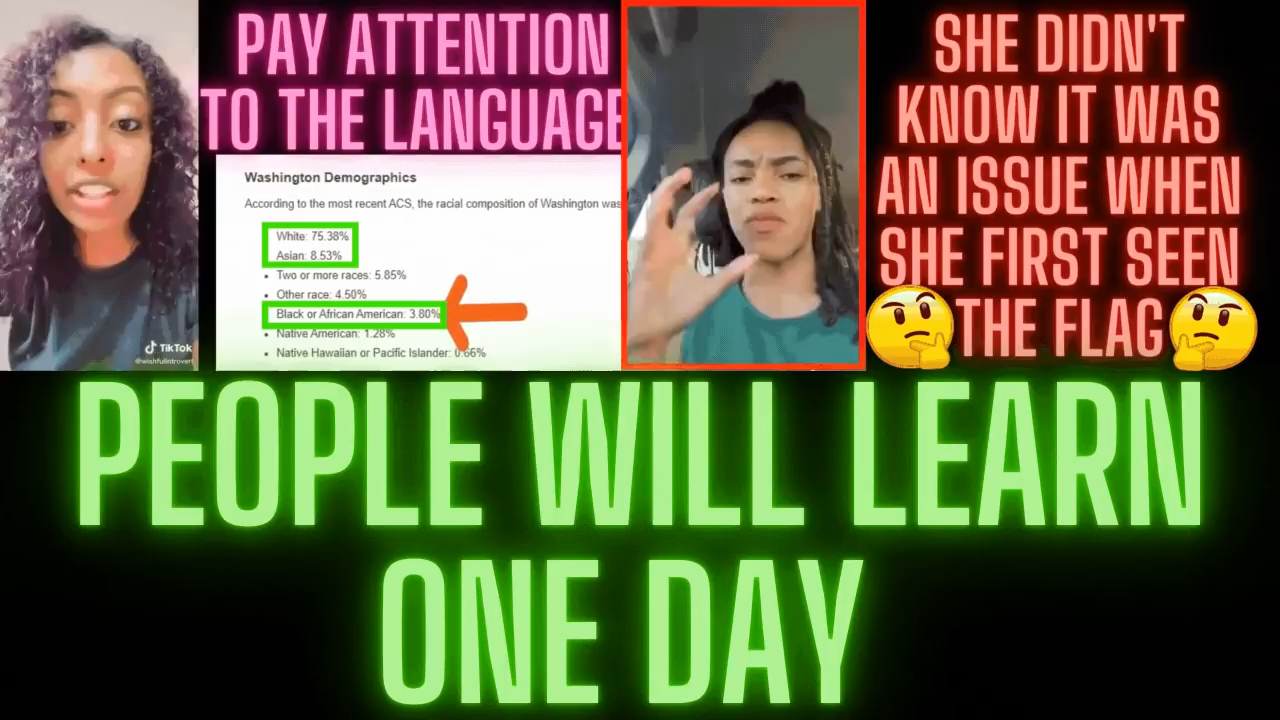 PAY ATTENTION
TO THE LANGUAGE
Washington Demographics
According to the most recent ACS, the racial composition of Washington was
White: 75.38%
Asian: 8.53%
Two or more races: 5.85%
Other race: 4.50%
Black or African American: 3.80%
Native American: 1.28%
Native Hawaiian or Pacific Islander: 0.66%
TikTok
@wishfulintrovert
SHE DIDN'T
KNOW IT WAS
AN ISSUE WHEN
SHE FIRST SEEN
THE FLAG
PEOPLE WILL LEARN
ONE DAY